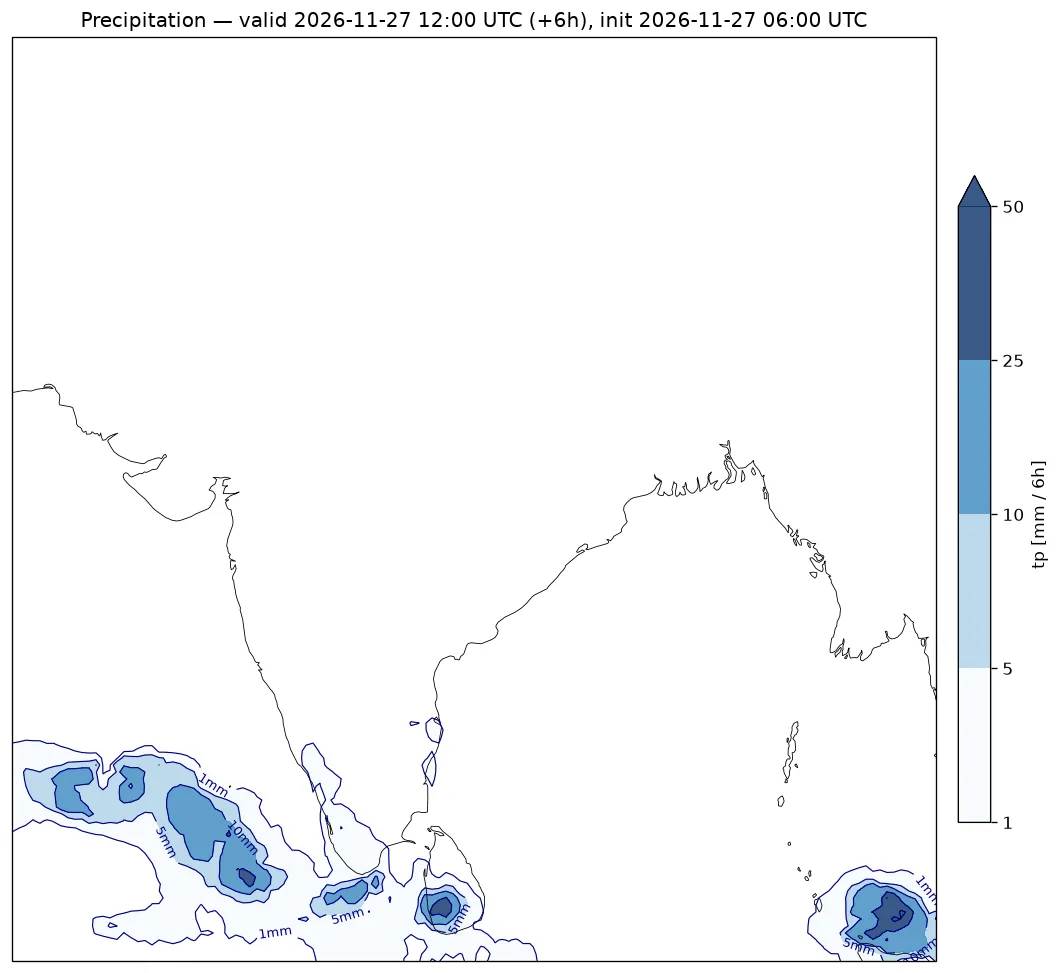 Precipitation — valid 2026-11-27 12:00 UTC (+6h), init 2026-11-27 06:00 UTC
50
25
10
5
1
tp [mm / 6h]
1mm
10mm
5mm
5mm
5mm
1mm
1mm
5mm
10mm